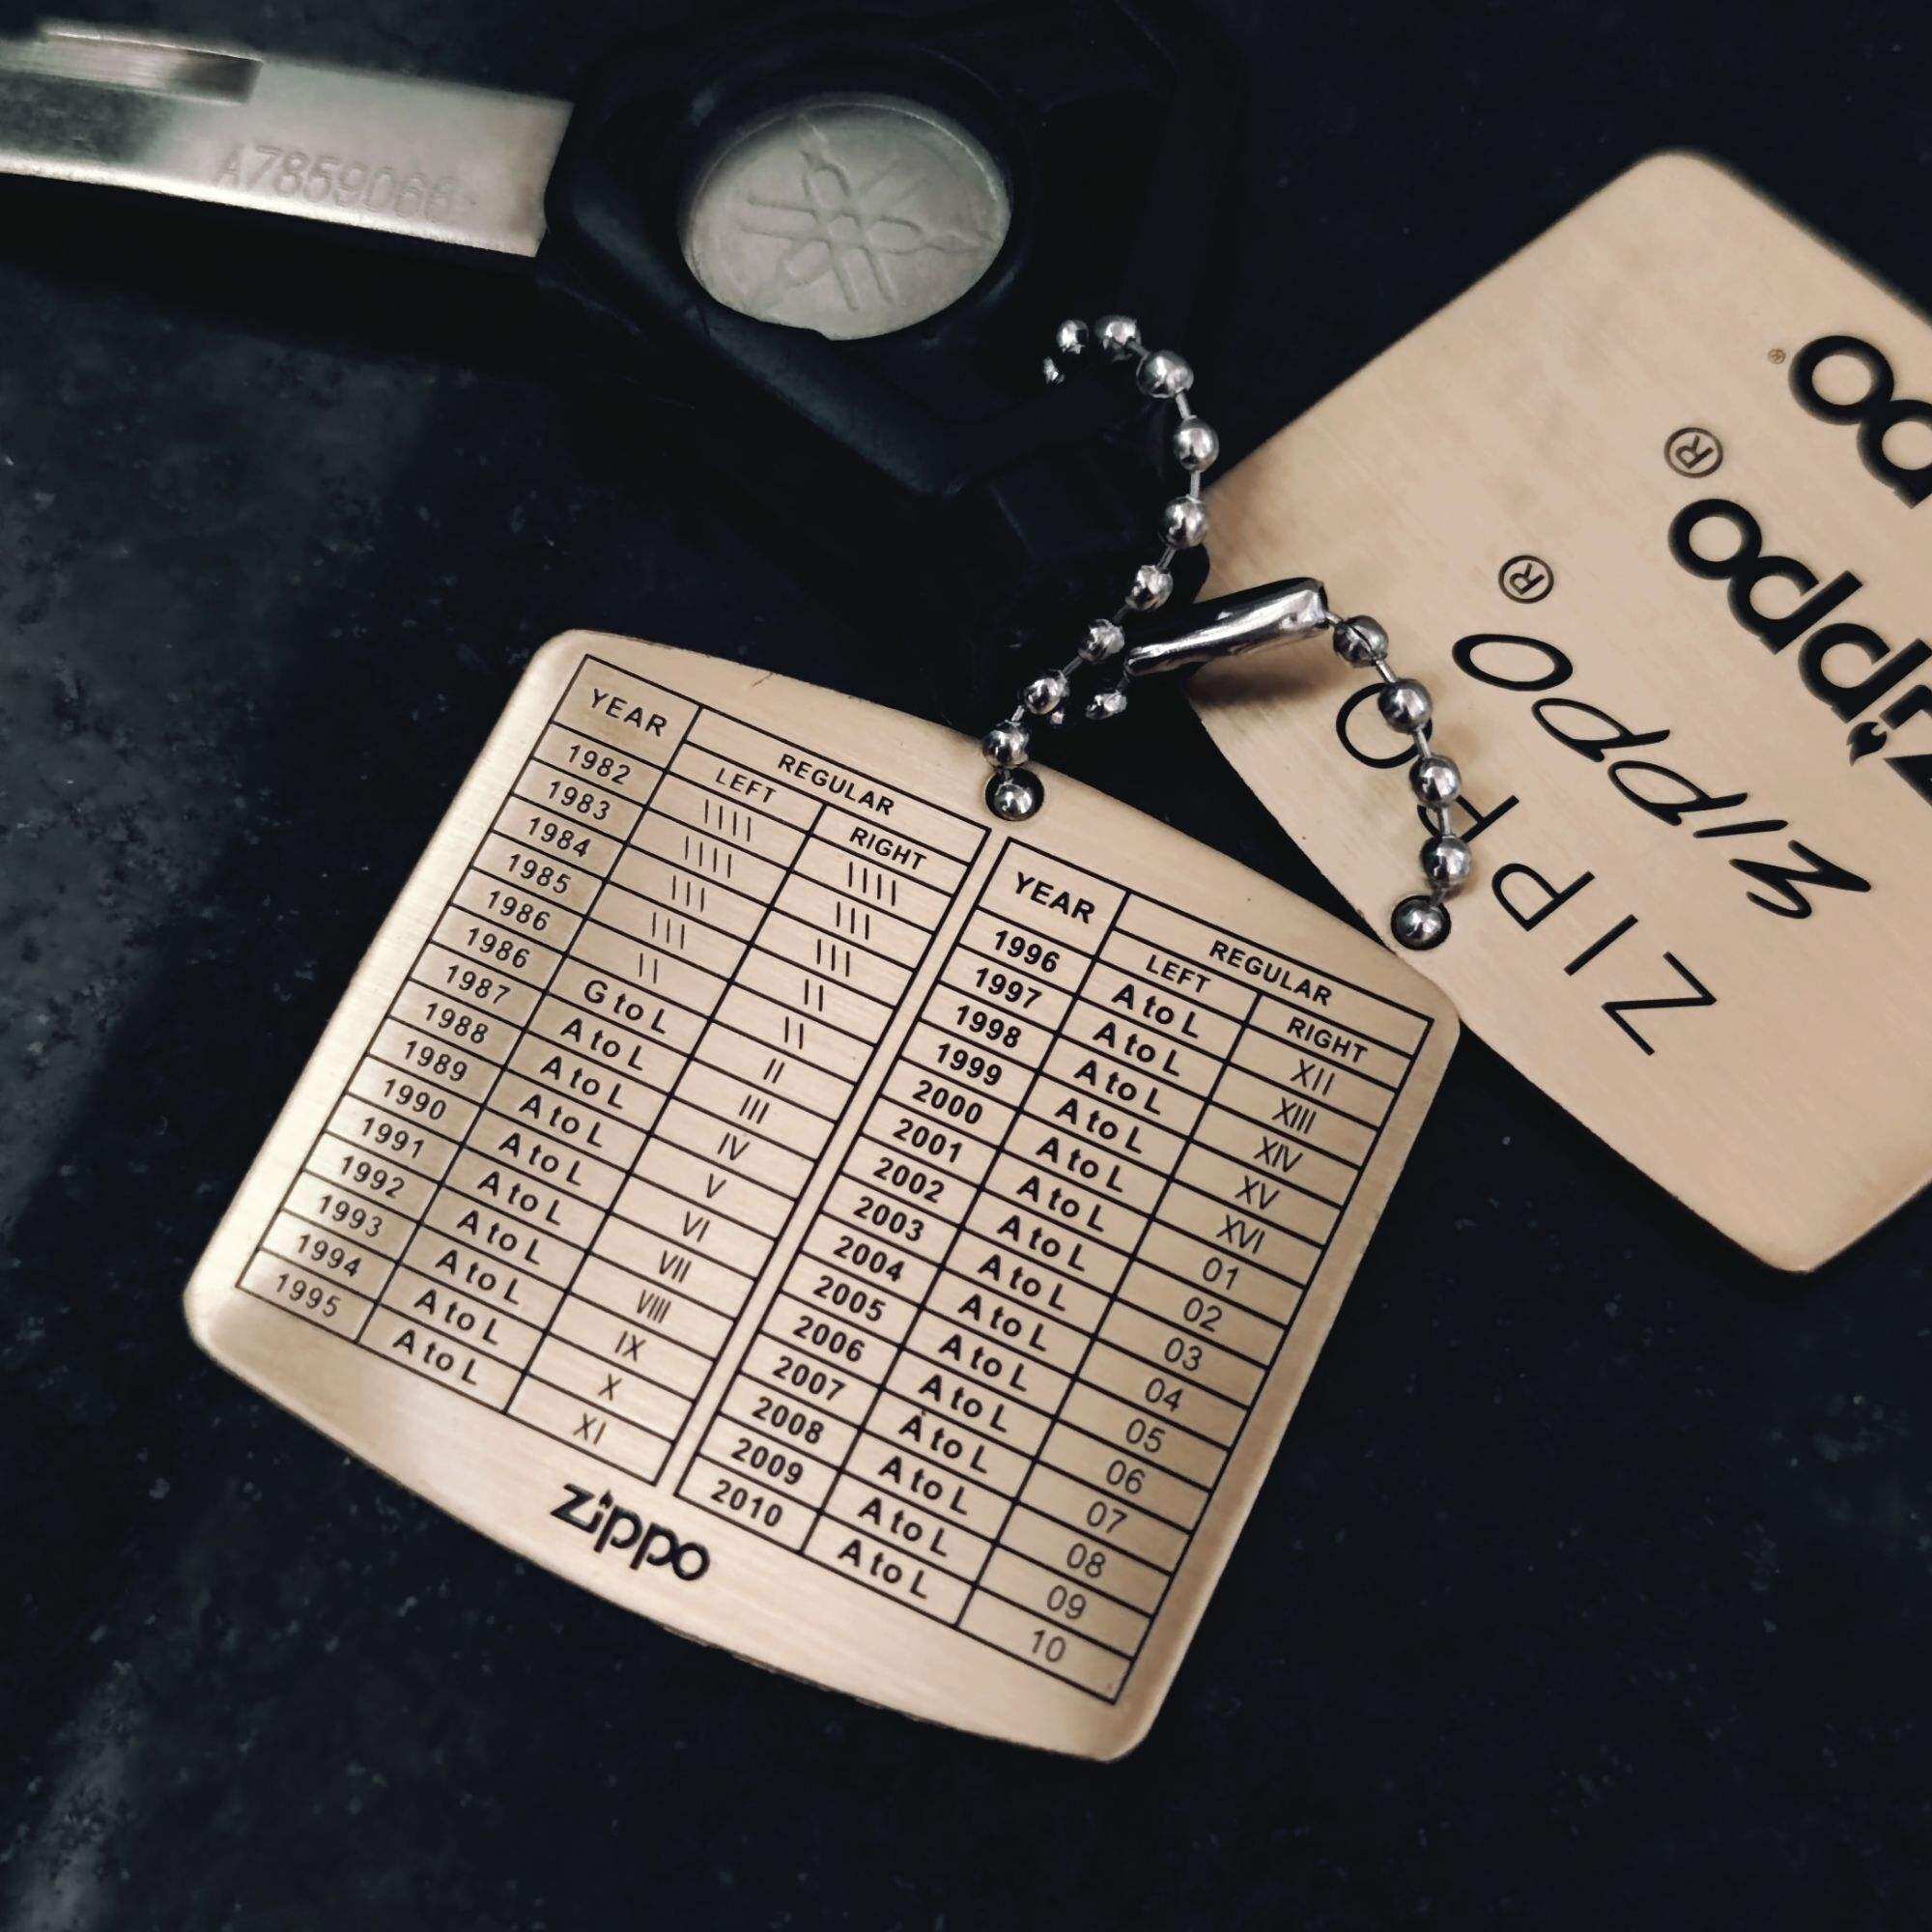 A7859066
YEAR REGULAR
LEFT RIGHT
1982 \\\\ \\\\
1983 \\\\ \\\
1984 \\\ \\\
1985 \\\ \\
1986 \\ \\
1986 G to L II
1987 A to L III
1988 A to L IV
1989 A to L V
1990 A to L VI
1991 A to L VII
1992 A to L VIII
1993 A to L IX
1994 A to L X
1995 A to L XI
YEAR REGULAR
LEFT RIGHT
1996 A to L XII
1997 A to L XIII
1998 A to L XIV
1999 A to L XV
2000 A to L XVI
2001 A to L 01
2002 A to L 02
2003 A to L 03
2004 A to L 04
2005 A to L 05
2006 A to L 06
2007 A to L 07
2008 A to L 08
2009 A to L 09
2010 A to L 10
zippo
ZIPPO
ZIPPO®
Zippo®